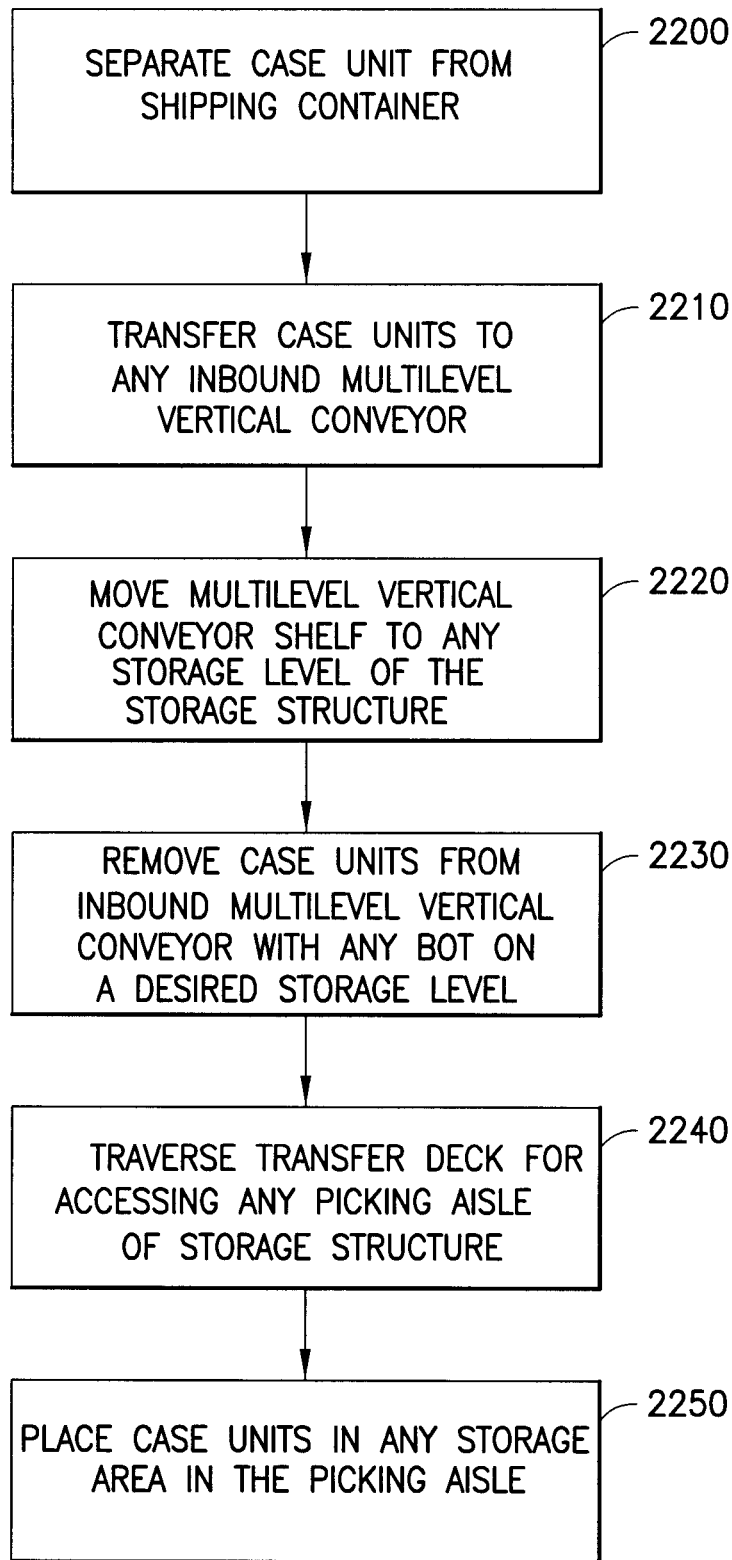 SEPARATE CASE UNIT FROM
SHIPPING CONTAINER
2200
TRANSFER CASE UNITS TO
ANY INBOUND MULTILEVEL
VERTICAL CONVEYOR
2210
MOVE MULTILEVEL VERTICAL
CONVEYOR SHELF TO ANY
STORAGE LEVEL OF THE
STORAGE STRUCTURE
2220
REMOVE CASE UNITS FROM
INBOUND MULTILEVEL VERTICAL
CONVEYOR WITH ANY BOT ON
A DESIRED STORAGE LEVEL
2230
TRAVERSE TRANSFER DECK FOR
ACCESSING ANY PICKING AISLE
OF STORAGE STRUCTURE
2240
PLACE CASE UNITS IN ANY STORAGE
AREA IN THE PICKING AISLE
2250